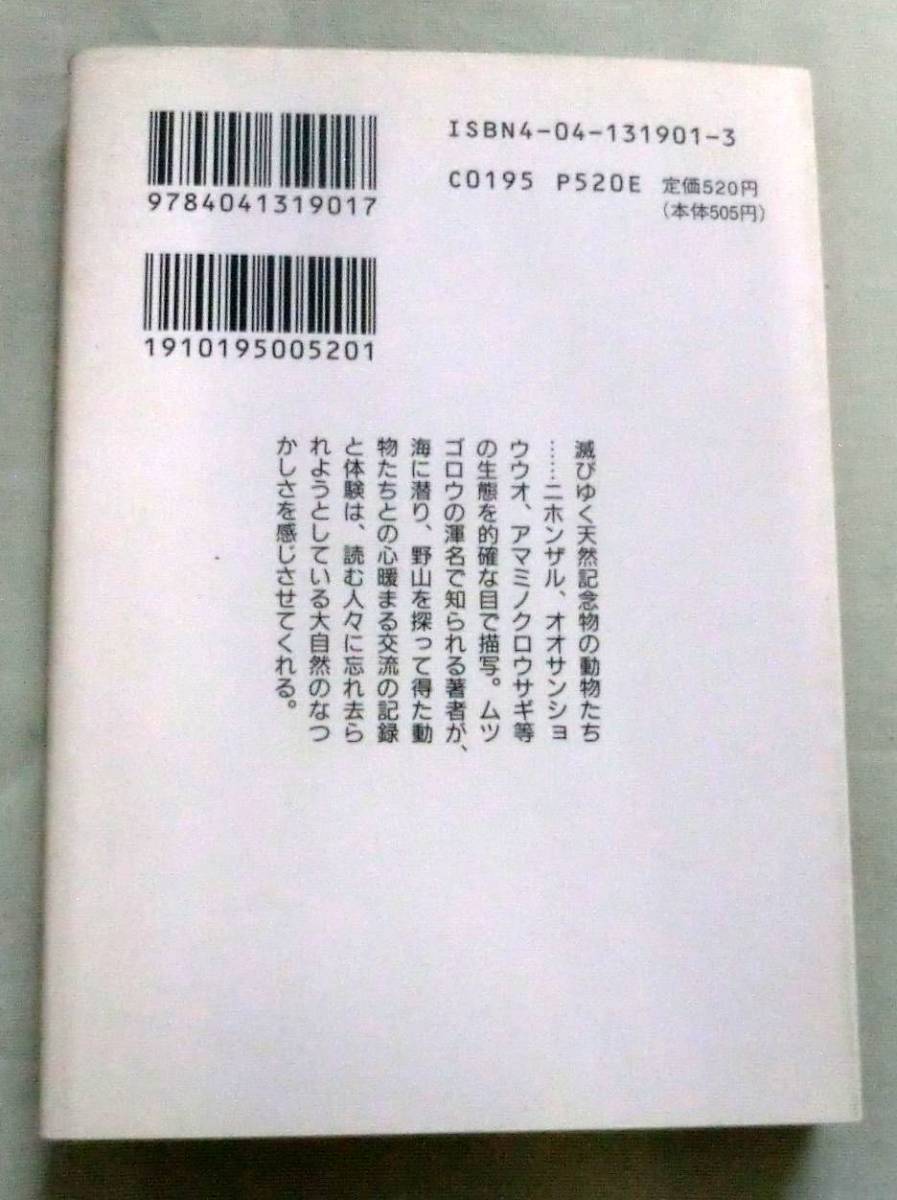 ISBN4-04-131901-3
C0195 P520E 定価520円
(本体505円)
9784041319017
1910195005201
滅びゆく天然記念物の動物たち
……ニホンザル、オオサンショ
ウウオ、アマミノクロウサギ等
の生態を的確な目で描写。ムツ
ゴロウの渾名で知られる著者が、
海に潜り、野山を探って得た動
物たちとの心暖まる交流の記録
と体験は、読む人々に忘れ去ら
れようとしている大自然のなつ
かしさを感じさせてくれる。